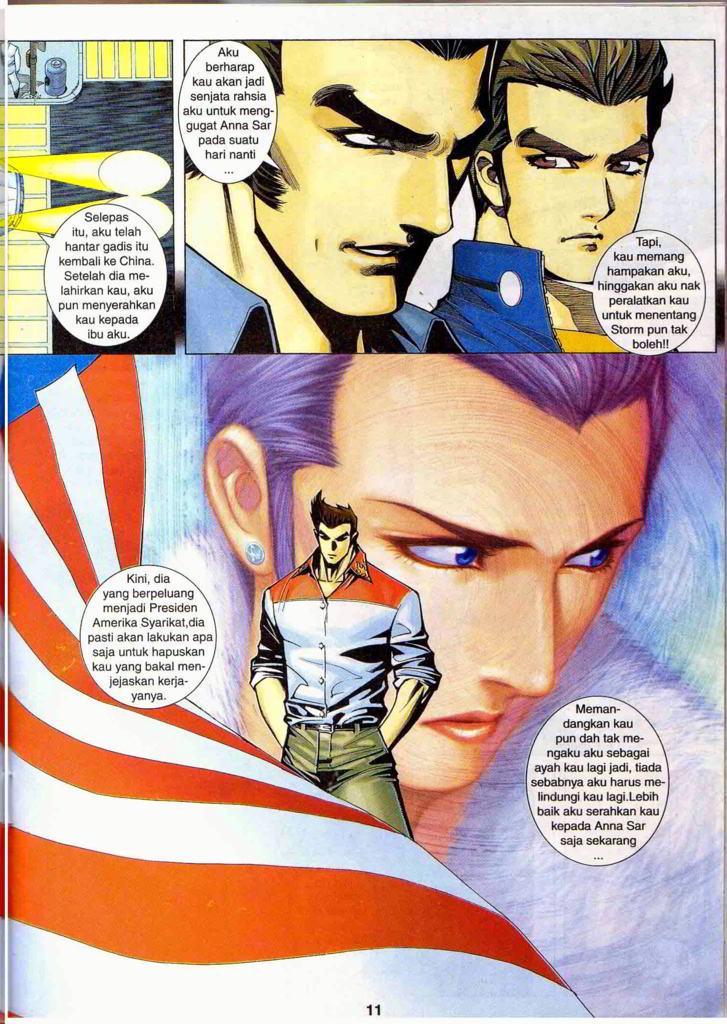 Selepas
itu, aku telah
hantar gadis itu
kembali ke China.
Setelah dia me-
lahirkan kau, aku
pun menyerahkan
kau kepada
ibu aku.
Aku
berharap
kau akan jadi
senjata rahsia
aku untuk meng-
gugat Anna Sar
pada suatu
hari nanti
...
Tapi,
kau memang
hampakan aku,
hinggakan aku nak
peralatkan kau
untuk menentang
Storm pun tak
boleh!!
Kini, dia
yang berpeluang
menjadi Presiden
Amerika Syarikat,dia
pasti akan lakukan apa
saja untuk hapuskan
kau yang bakal men-
jejaskan kerja-
yanya.
Meman-
dangkan kau
pun dah tak me-
ngaku aku sebagai
ayah kau lagi jadi, tiada
sebabnya aku harus me-
lindungi kau lagi.Lebih
baik aku serahkan kau
kepada Anna Sar
saja sekarang
...
11